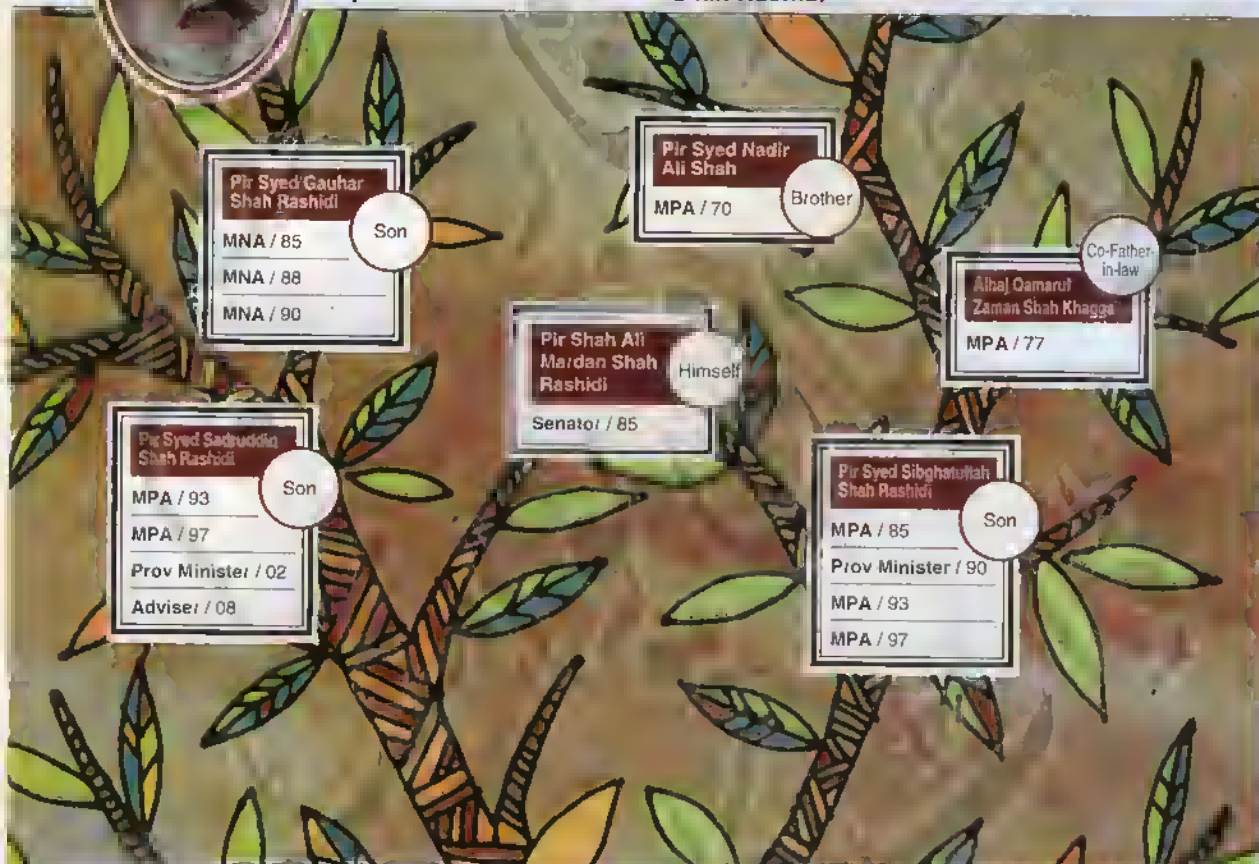 Pir Syed Gauhar
Shah Rashidi
Son
MNA / 85
MNA / 88
MNA / 90
Pir Syed Nadir
Ali Shah
Brother
MPA / 70
Co-Father-
in-law
Alhaj Qamarul
Zaman Shah Khagga
MPA / 77
Pir Shah Ali
Mardan Shah
Rashidi
Himself
Senator / 85
Pir Syed Sadruddin
Shah Rashidi
Son
MPA / 93
MPA / 97
Prov Minister / 02
Adviser / 08
Pir Syed Sibghatullah
Shah Rashidi
Son
MPA / 85
Prov Minister / 90
MPA / 93
MPA / 97